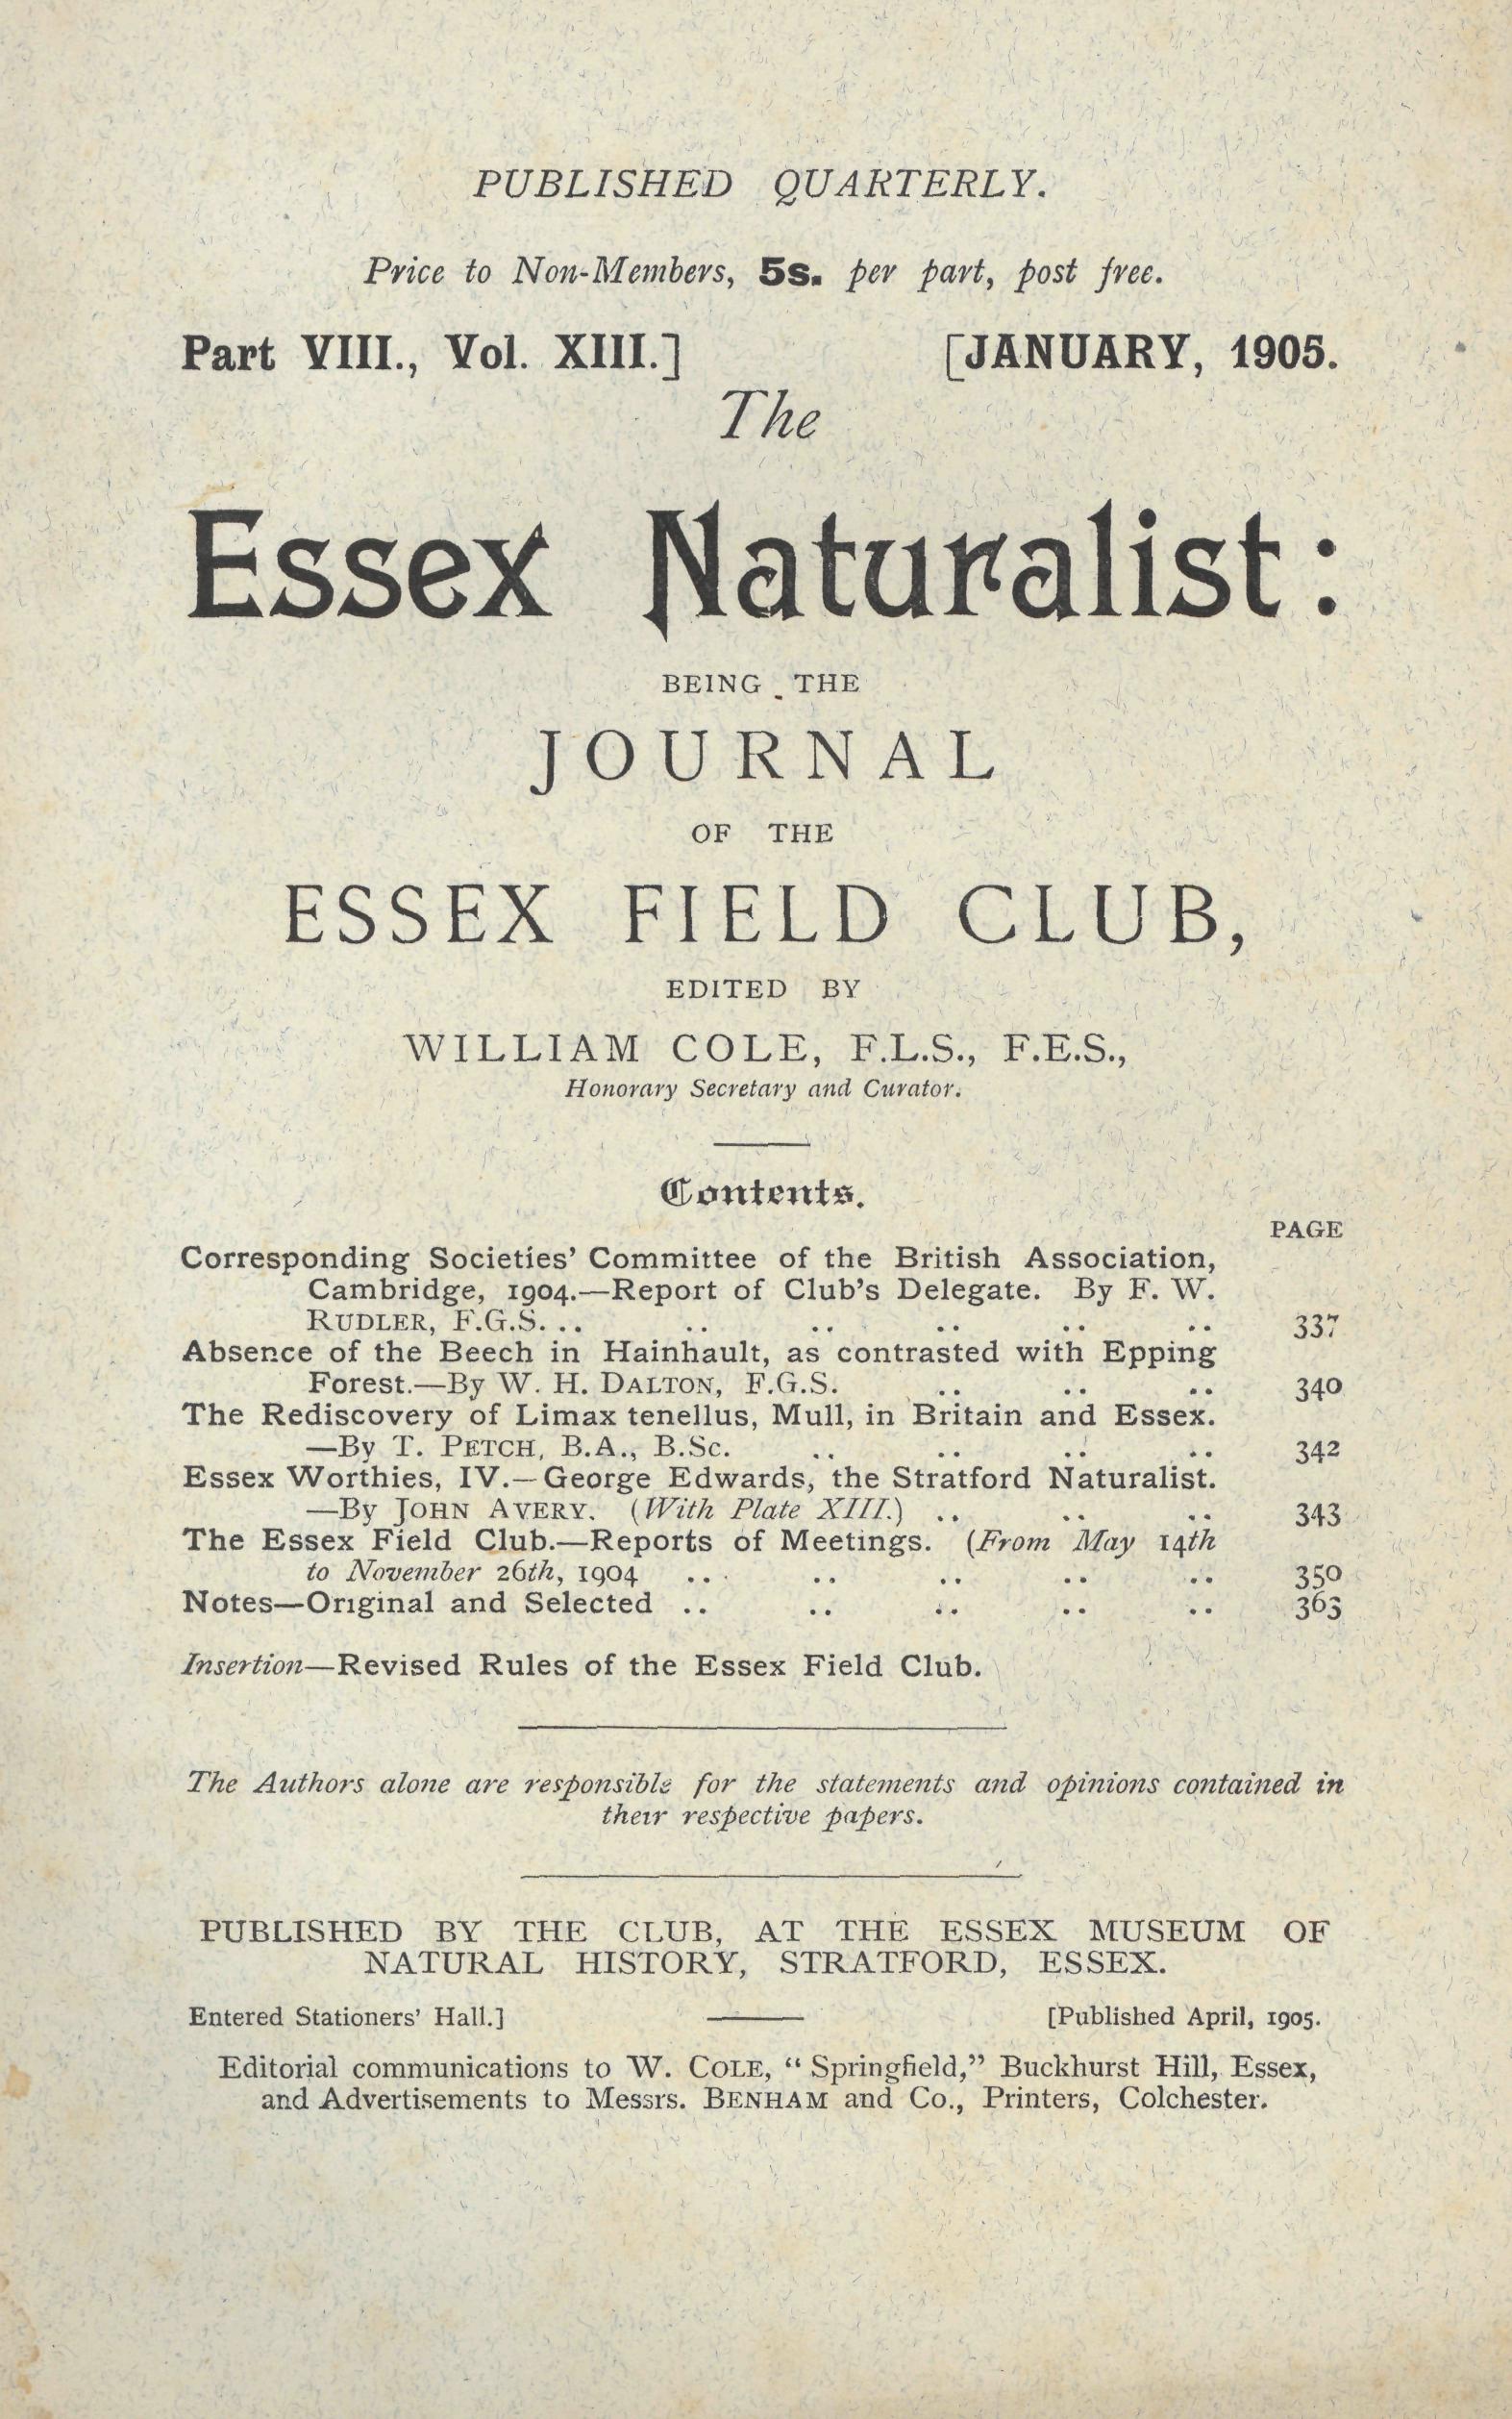 PUBLISHED QUARTERLY.
Price to Non-Members, 5s. per part, post free.
Part VIII., Vol. XIII.] [JANUARY, 1905.
The
Essex Naturalist:
BEING THE
JOURNAL
OF THE
ESSEX FIELD CLUB,
EDITED BY
WILLIAM COLE, F.L.S., F.E.S.,
Honorary Secretary and Curator.
Contents.
PAGE
Corresponding Societies' Committee of the British Association,
Cambridge, 1904.—Report of Club's Delegate. By F. W.
RUDLER, F.G.S. .. .. .. .. .. .. 337
Absence of the Beech in Hainhault, as contrasted with Epping
Forest.—By W. H. DALTON, F.G.S. .. .. .. 340
The Rediscovery of Limax tenellus, Mull, in Britain and Essex.
—By T. PETCH, B.A., B.Sc. .. .. .. .. 342
Essex Worthies, IV.—George Edwards, the Stratford Naturalist.
—By JOHN AVERY. (With Plate XIII.) .. .. .. 343
The Essex Field Club.—Reports of Meetings. (From May 14th
to November 26th, 1904 .. .. .. .. .. 350
Notes—Original and Selected .. .. .. .. .. 363
Insertion—Revised Rules of the Essex Field Club.
The Authors alone are responsible for the statements and opinions contained in
their respective papers.
PUBLISHED BY THE CLUB, AT THE ESSEX MUSEUM OF
NATURAL HISTORY, STRATFORD, ESSEX.
Entered Stationers' Hall.] [Published April, 1905.
Editorial communications to W. COLE, "Springfield," Buckhurst Hill, Essex,
and Advertisements to Messrs. BENHAM and Co., Printers, Colchester.